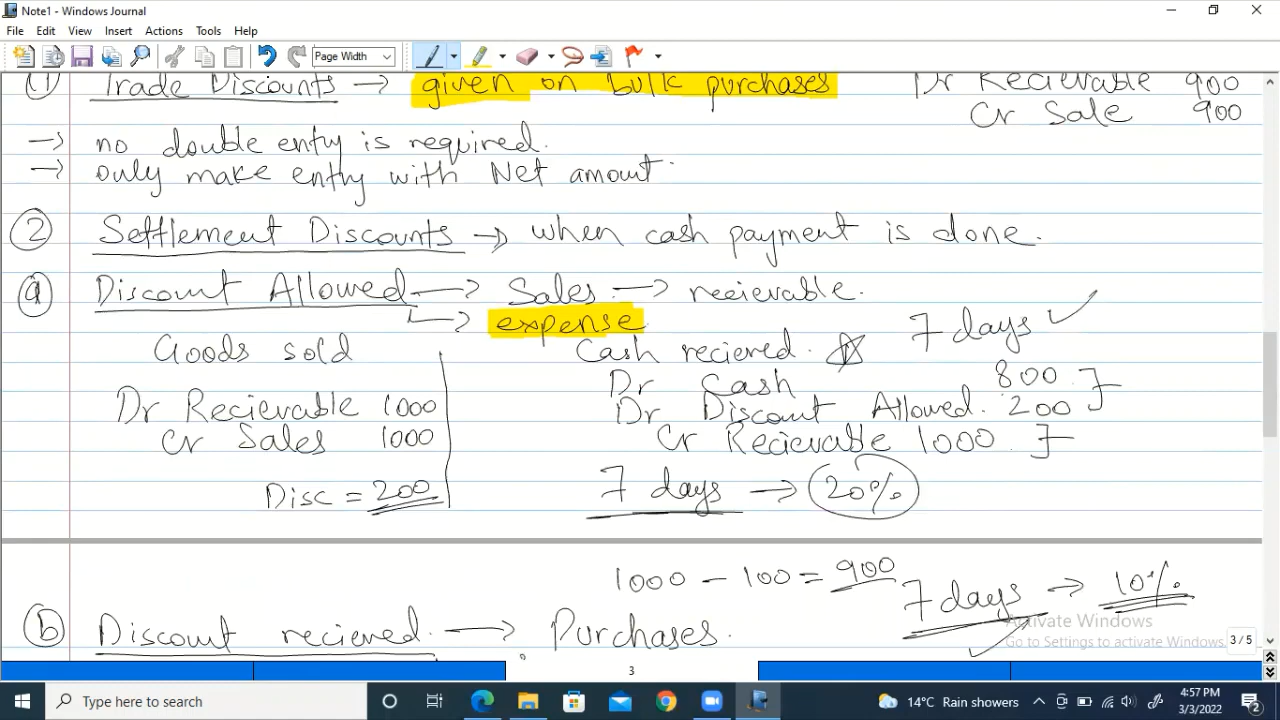 Note1 - Windows Journal
File Edit View Insert Actions Tools Help
Page Width
① Trade Discounts → given on bulk purchases
Dr Recievable 900
Cr Sale 900
→ no double entry is required.
→ only make entry with Net amount.
② Settlement Discounts → when cash payment is done.
ⓐ Discount Allowed → Sales → recievable.
→ expense
7 days ✓
Goods sold
Cash recieved. ☆
Dr Recievable 1000
Cr Sales 1000
Disc = 200
Dr Cash 800
Dr Discount Allowed. 200
Cr Recievable 1000
7 days → 20%
1000 - 100 = 900
7 days → 10%
ⓑ Discount recieved. → Purchases.
Activate Windows
Go to Settings to activate Windows.
3/5
3
Type here to search
14°C Rain showers
4:57 PM
3/3/2022
2